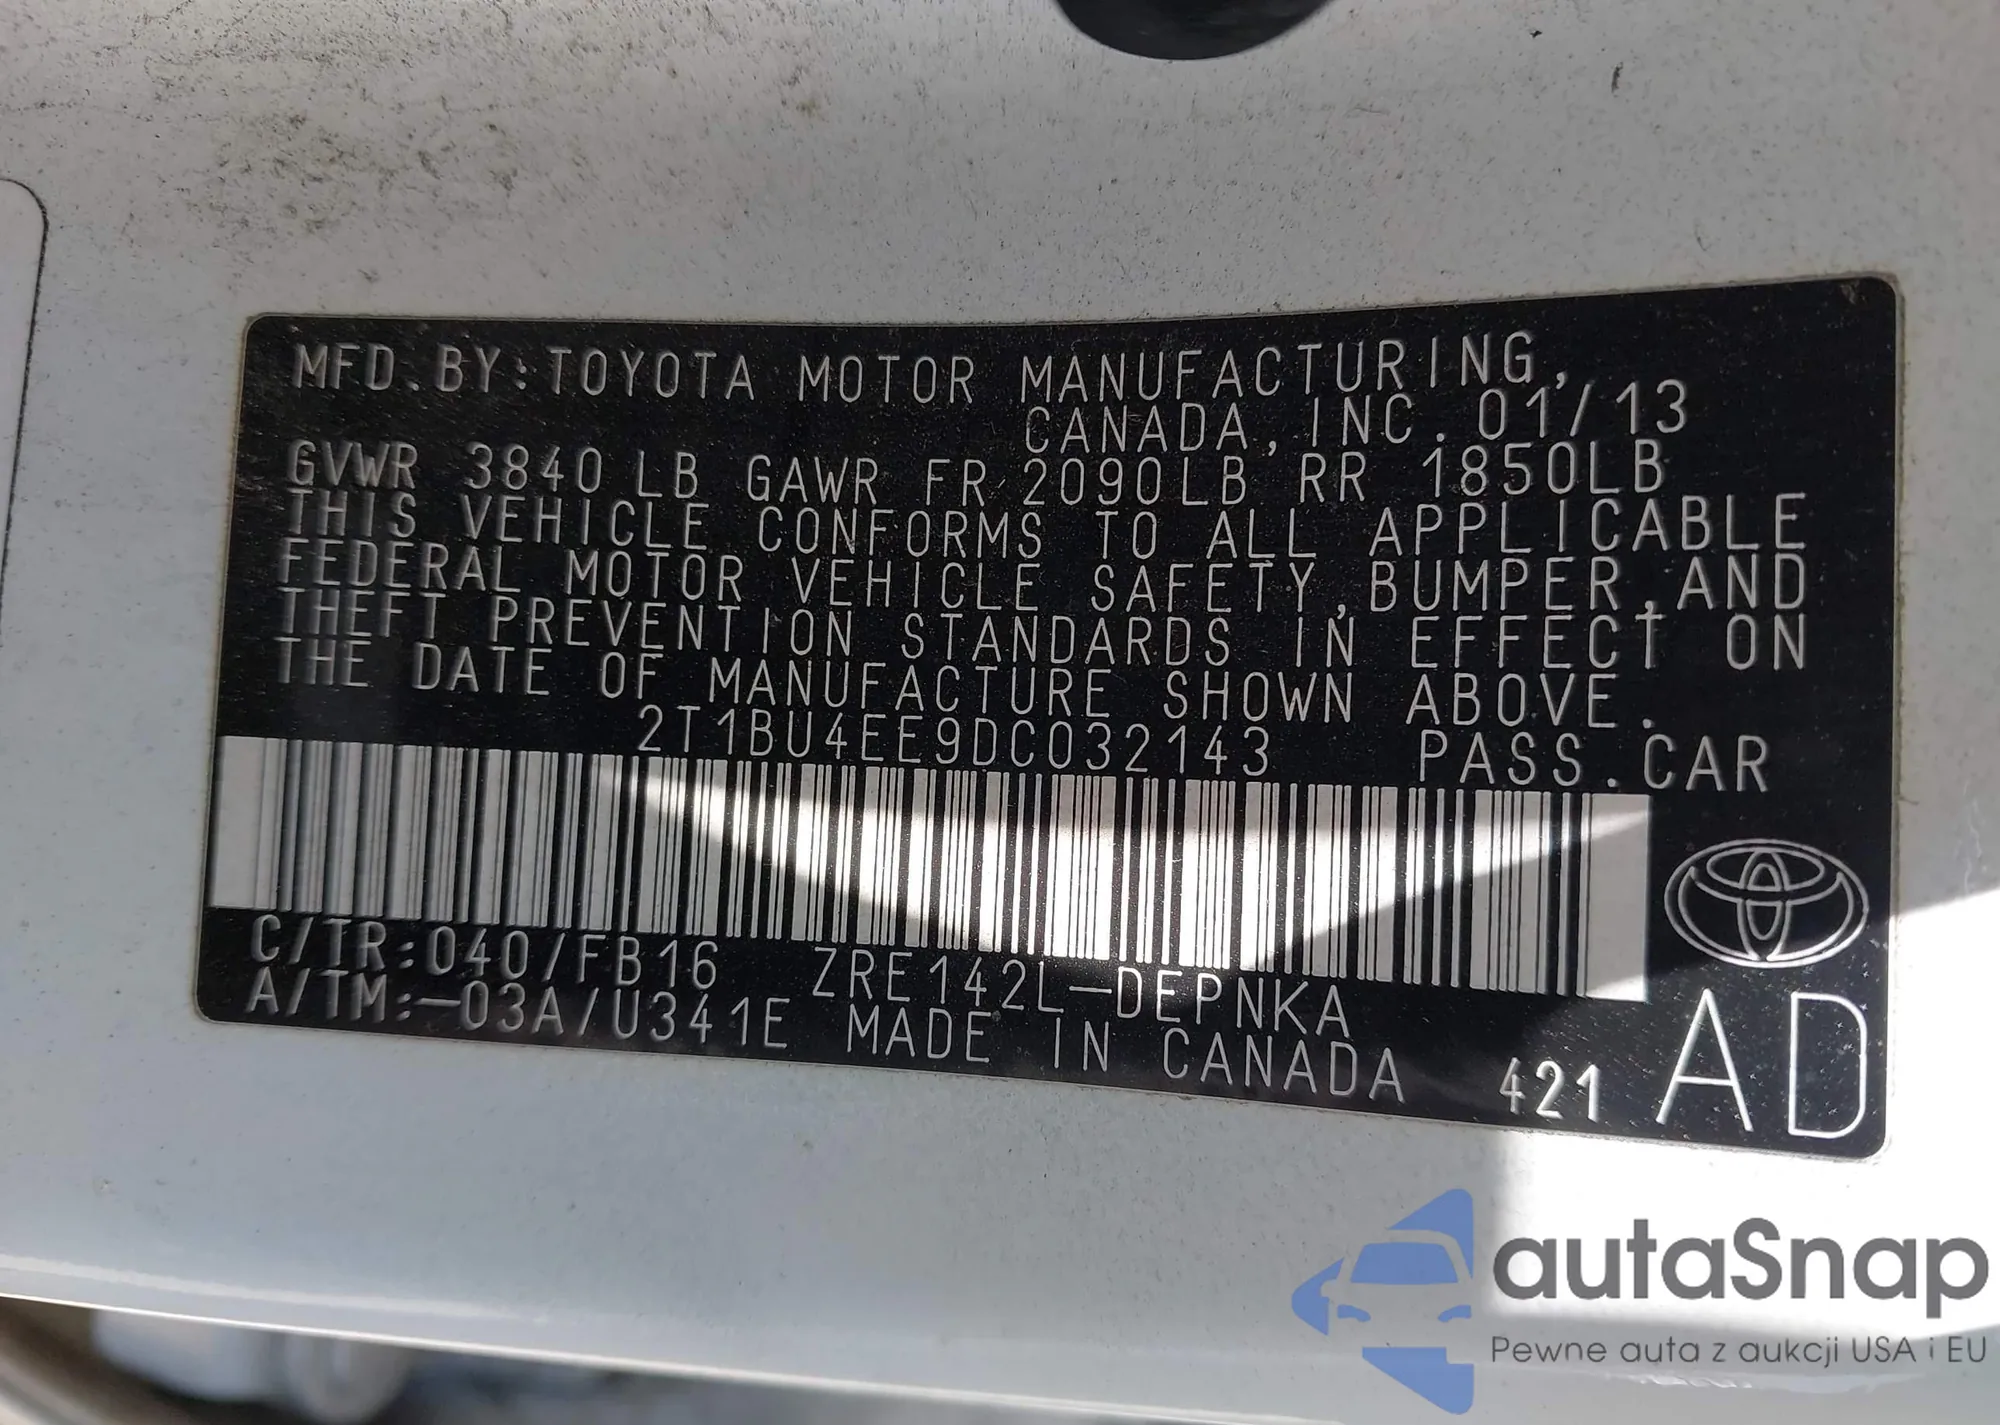 MFD. BY: TOYOTA MOTOR MANUFACTURING,
CANADA, INC. 01/13
GVWR 3840 LB GAWR FR 2090LB RR 1850LB
THIS VEHICLE CONFORMS TO ALL APPLICABLE
FEDERAL MOTOR VEHICLE SAFETY, BUMPER, AND
THEFT PREVENTION STANDARDS IN EFFECT ON
THE DATE OF MANUFACTURE SHOWN ABOVE.
2T1BU4EE9DC032143 PASS. CAR
C/TR:040/FB16 ZRE142L-DEPNKA
A/TM:-03A/U341E MADE IN CANADA 421 AD
autaSnap
Pewne auta z aukcji USA i EU